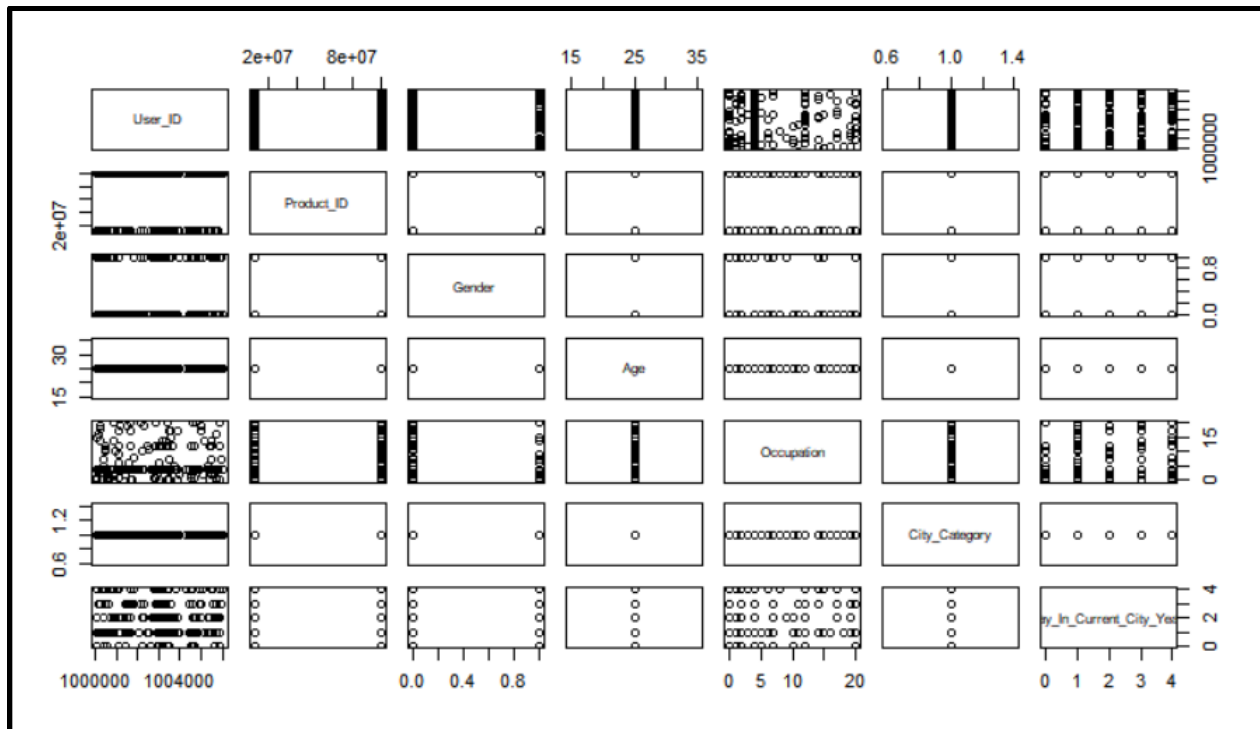 2e+07 8e+07 15 25 35 0.6 1.0 1.4
User_ID
1000000
Product_ID
2e+07
Gender
0.0 0.8
Age
15 30
Occupation
0 15
City_Category
0.6 1.2
ay_In_Current_City_Yea
0 2 4
1000000 1004000 0.0 0.4 0.8 0 5 10 20 0 1 2 3 4